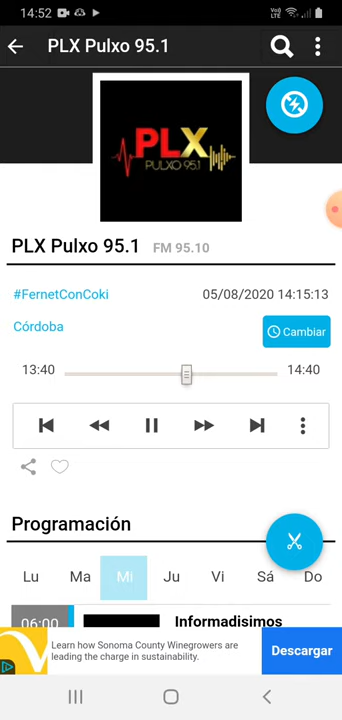 14:52
PLX Pulxo 95.1
PLX
PULXO 95.1
PLX Pulxo 95.1 FM 95.10
#FernetConCoki 05/08/2020 14:15:13
Córdoba Cambiar
13:40 14:40
Programación
Lu Ma Mi Ju Vi Sá Do
06:00 Informadisimos
Learn how Sonoma County Winegrowers are
leading the charge in sustainability.
Descargar